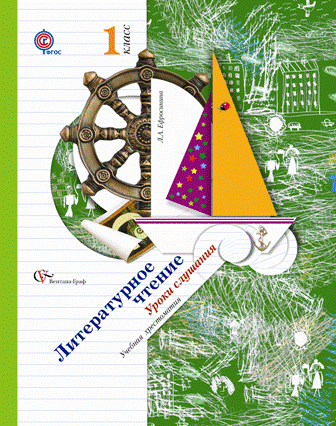 ФГОС
1 класс
Л.А. Ефросинина
Вентана-Граф
Литературное
чтение
Уроки слушания
Учебная хрестоматия